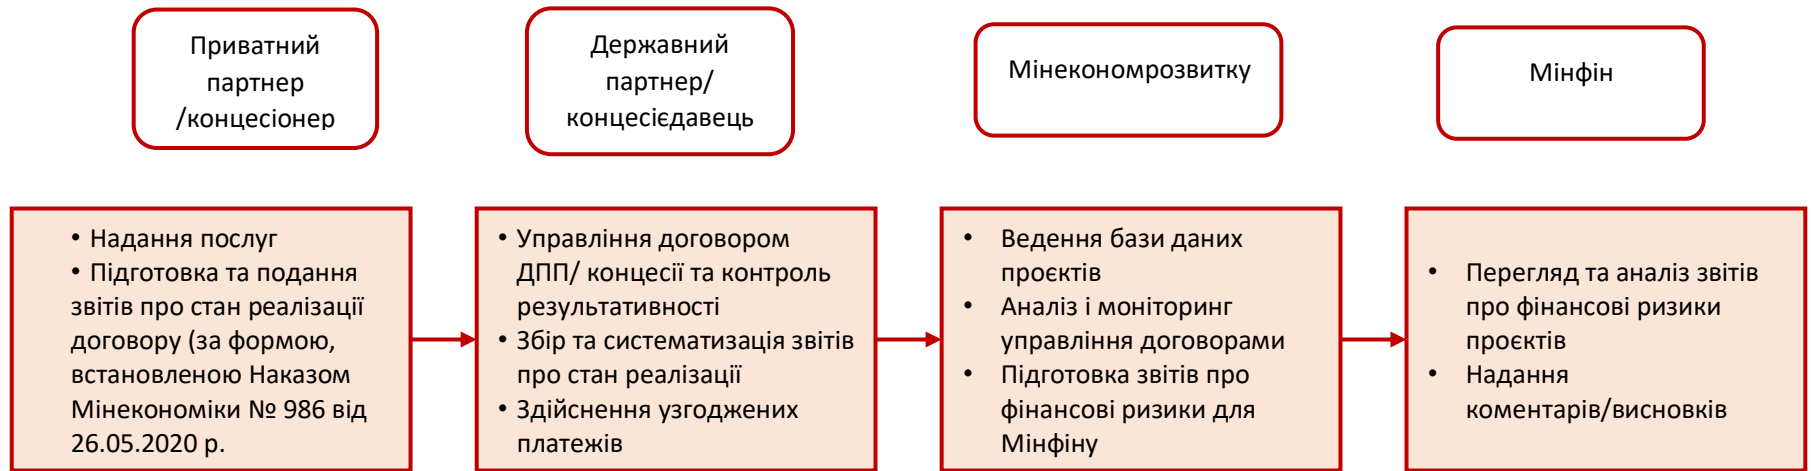 Приватний
партнер
/концесіонер
Державний
партнер/
концесієдавець
Мінекономрозвитку
Мінфін
• Надання послуг
• Підготовка та подання
звітів про стан реалізації
договору (за формою,
встановленою Наказом
Мінекономіки № 986 від
26.05.2020 р.
• Управління договором
ДПП/ концесії та контроль
результативності
• Збір та систематизація звітів
про стан реалізації
• Здійснення узгоджених
платежів
• Ведення бази даних
проєктів
• Аналіз і моніторинг
управління договорами
• Підготовка звітів про
фінансові ризики для
Мінфіну
• Перегляд та аналіз звітів
про фінансові ризики
проєктів
• Надання
коментарів/висновків